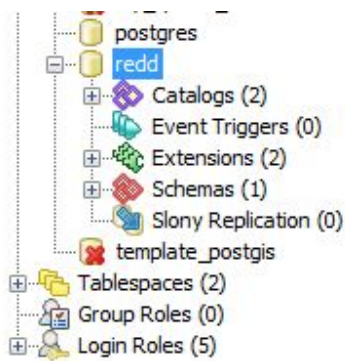 postgres
redd
Catalogs (2)
Event Triggers (0)
Extensions (2)
Schemas (1)
Slony Replication (0)
template_postgis
Tablespaces (2)
Group Roles (0)
Login Roles (5)